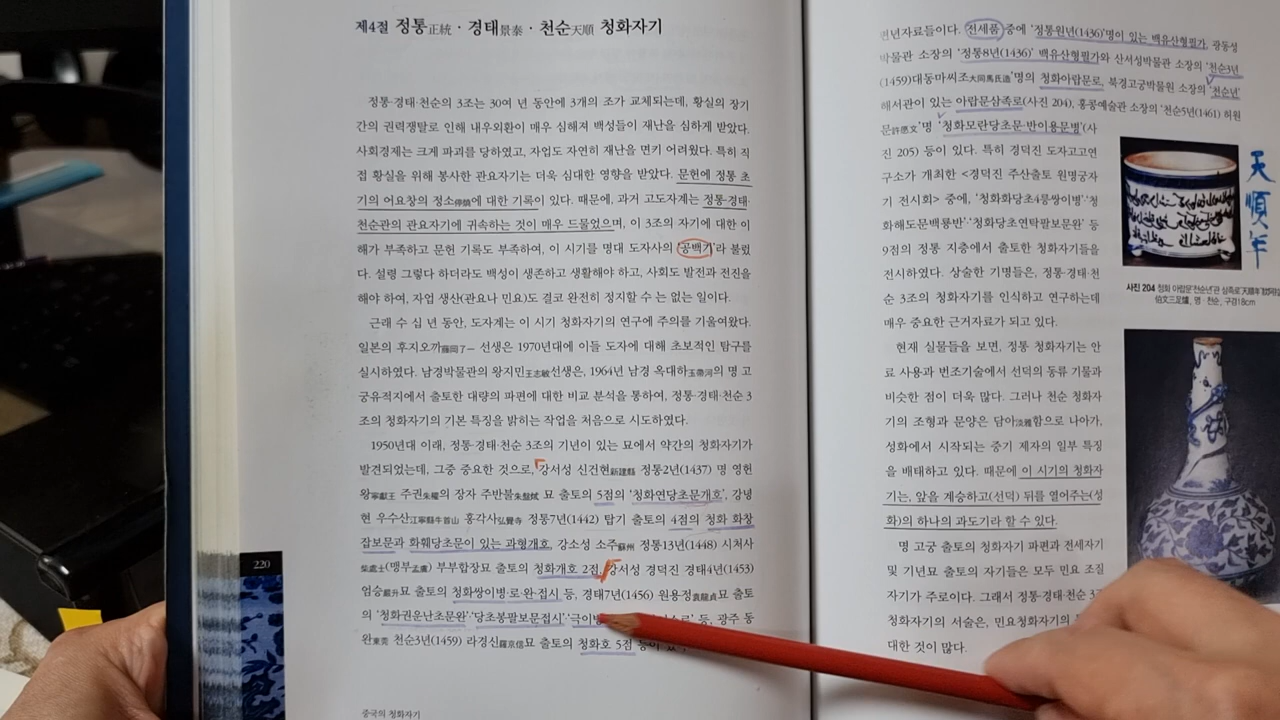 제4절 정통正統 · 경태景泰 · 천순天順 청화자기
정통·경태·천순의 3조는 30여 년 동안에 3개의 조가 교체되는데, 황실의 장기
간의 권력쟁탈로 인해 내우외환이 매우 심해져 백성들이 재난을 심하게 받았다.
사회경제는 크게 파괴를 당하였고, 자업도 자연히 재난을 면키 어려웠다. 특히 직
접 황실을 위해 봉사한 관요자기는 더욱 심대한 영향을 받았다. 문헌에 정통 초
기의 어요창의 정소停燒에 대한 기록이 있다. 때문에, 과거 고도자계는 정통·경태·
천순관의 관요자기에 귀속하는 것이 매우 드물었으며, 이 3조의 자기에 대한 이
해가 부족하고 문헌 기록도 부족하여, 이 시기를 명대 도자사의 '공백기'라 불렀
다. 설령 그렇다 하더라도 백성이 생존하고 생활해야 하고, 사회도 발전과 전진을
해야 하여, 자업 생산(관요나 민요)도 결코 완전히 정지할 수 는 없는 일이다.
근래 수 십 년 동안, 도자계는 이 시기 청화자기의 연구에 주의를 기울여왔다.
일본의 후지오까藤岡了一 선생은 1970년대에 이들 도자에 대해 초보적인 탐구를
실시하였다. 남경박물관의 왕지민王志敏선생은, 1964년 남경 옥대하玉帶河의 명 고
궁유적지에서 출토한 대량의 파편에 대한 비교 분석을 통하여, 정통·경태·천순 3
조의 청화자기의 기본 특징을 밝히는 작업을 처음으로 시도하였다.
1950년대 이래, 정통·경태·천순 3조의 기년이 있는 묘에서 약간의 청화자기가
발견되었는데, 그중 중요한 것으로, 강서성 신건현新建縣 정통2년(1437) 명 영헌
왕寧獻王 주권朱權의 장자 주반불朱盤烒 묘 출토의 5점의 '청화연당초문개호', 강녕
현 우수산江寧縣牛首山 홍각사弘覺寺 정통7년(1442) 탑기 출토의 4점의 청화 화창
잡보문과 화훼당초문이 있는 과형개호, 강소성 소주蘇州 정통13년(1448) 시처사
柴處士(맹부孟膚) 부부합장묘 출토의 청화개호 2점, 강서성 경덕진 경태4년(1453)
엄승嚴升묘 출토의 청화쌍이병·로·완·접시 등, 경태7년(1456) 원용정袁龍貞묘 출토
의 '청화권운난초문완'·'당초봉팔보문접시'·'극이병 등, 광주 동
완東莞 천순3년(1459) 라경신羅京信묘 출토의 청화호 5점 등이
220
중국의 청화자기
편년자료들이다. 전세품 중에 '정통원년(1436)'명이 있는 백유산형필가, 광동성
박물관 소장의 '정통8년(1436)' 백유산형필가와 산서성박물관 소장의 '천순3년
(1459)대동마씨조大同馬氏造'명의 청화아랍문로, 북경고궁박물원 소장의 '천순년'
해서관이 있는 아랍문삼족로(사진 204), 홍콩예술관 소장의 '천순5년(1461) 허원
문許愿文'명 '청화모란당초문·반이용문병'(사
진 205) 등이 있다. 특히 경덕진 도자고고연
구소가 개최한 <경덕진 주산출토 원명궁자
기 전시회> 중에, '청화화당초4릉쌍이병'·'청
화해도문백룡반'·'청화당초연탁팔보문완' 등
9점의 정통 지층에서 출토한 청화자기들을
전시하였다. 상술한 기명들은, 정통·경태·천
순 3조의 청화자기를 인식하고 연구하는데
매우 중요한 근거자료가 되고 있다.
현재 실물들을 보면, 정통 청화자기는 안
료 사용과 번조기술에서 선덕의 동류 기물과
비슷한 점이 더욱 많다. 그러나 천순 청화자
기의 조형과 문양은 담아淡雅함으로 나아가,
성화에서 시작되는 중기 제자의 일부 특징
을 배태하고 있다. 때문에 이 시기의 청화자
기는, 앞을 계승하고(선덕) 뒤를 열어주는(성
화)의 하나의 과도기라 할 수 있다.
명 고궁 출토의 청화자기 파편과 전세자기
및 기년묘 출토의 자기들은 모두 민요 조질
자기가 주로이다. 그래서 정통·경태·천순 3
청화자기의 서술은, 민요청화자기의
대한 것이 많다.
天順年
사진 204 청화 아랍문'천순년'관 삼족로
伯文三足爐, 명 천순, 구경18cm